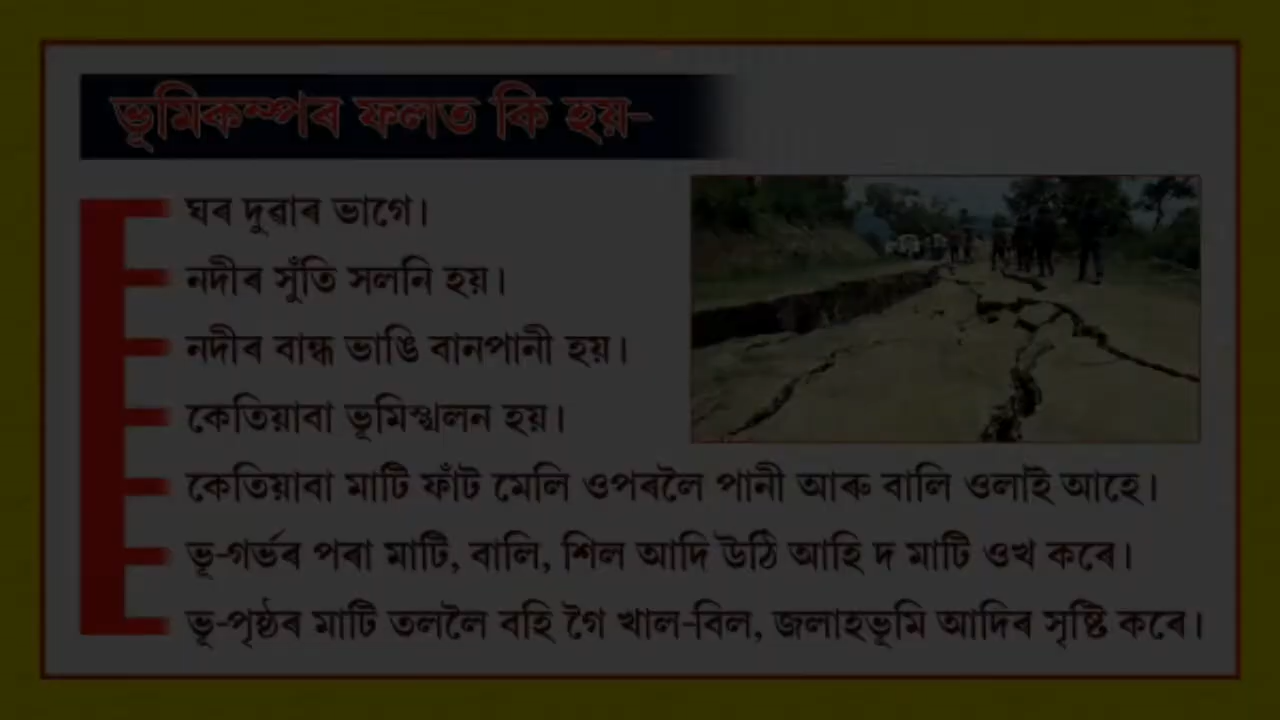 ভূমিকম্পৰ ফলত কি হয়-
ঘৰ দুৱাৰ ভাগে।
নদীৰ সুঁতি সলনি হয়।
নদীৰ বান্ধ ভাঙি বানপানী হয়।
কেতিয়াবা ভূমিস্খলন হয়।
কেতিয়াবা মাটি ফাঁট মেলি ওপৰলৈ পানী আৰু বালি ওলাই আহে।
ভূ-গৰ্ভৰ পৰা মাটি, বালি, শিল আদি উঠি আহি দ মাটি ওখ কৰে।
ভূ-পৃষ্ঠৰ মাটি তললৈ বহি গৈ খাল-বিল, জলাহভূমি আদিৰ সৃষ্টি কৰে।